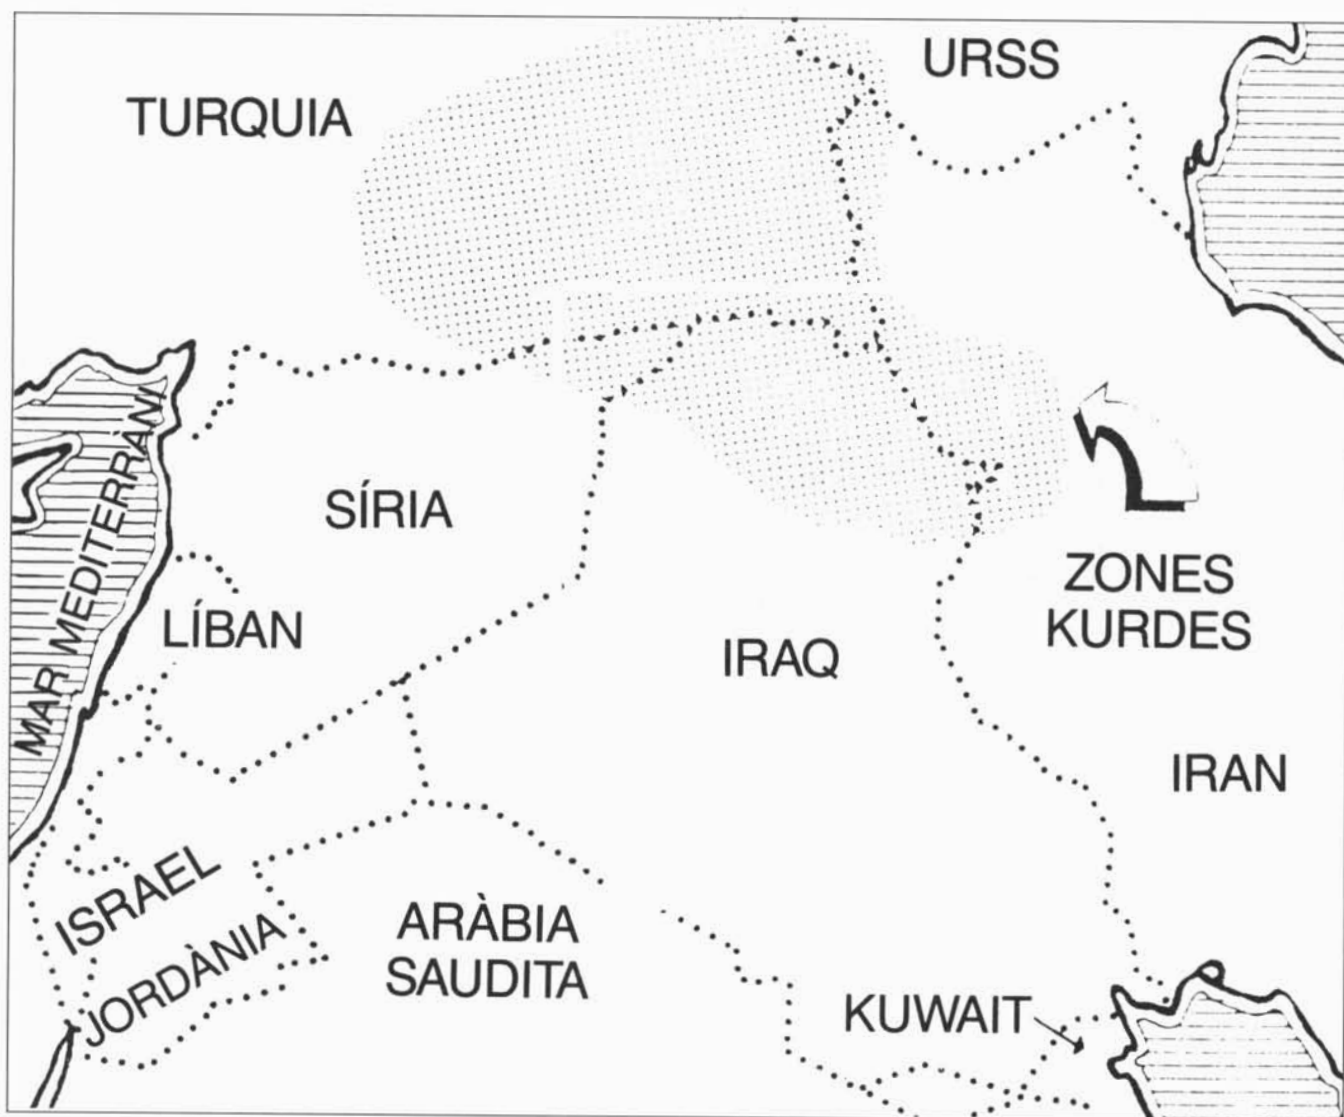 URSS
TURQUIA
MAR MEDITERRANI
SÍRIA
ZONES
KURDES
LÍBAN
IRAQ
IRAN
ISRAEL
ARÀBIA
SAUDITA
JORDÀNIA
KUWAIT